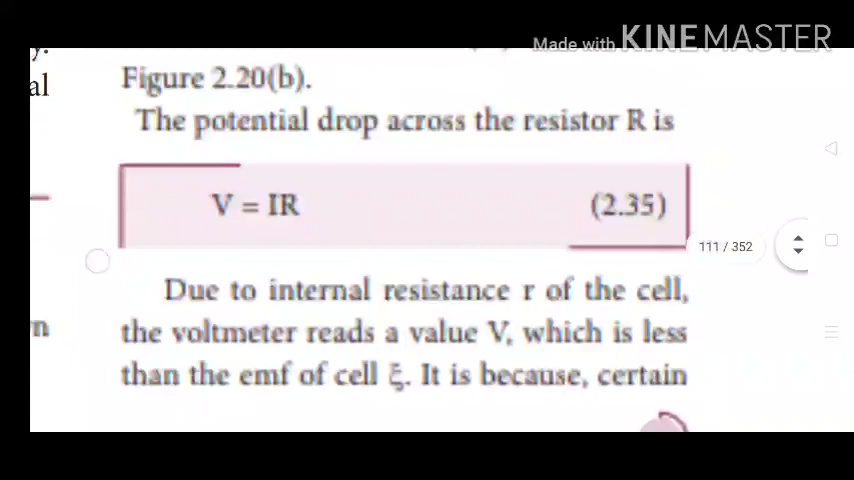 Made with KINEMASTER
y.
al
Figure 2.20(b).
The potential drop across the resistor R is
V = IR (2.35)
111 / 352
Due to internal resistance r of the cell,
rn
the voltmeter reads a value V, which is less
than the emf of cell ξ. It is because, certain